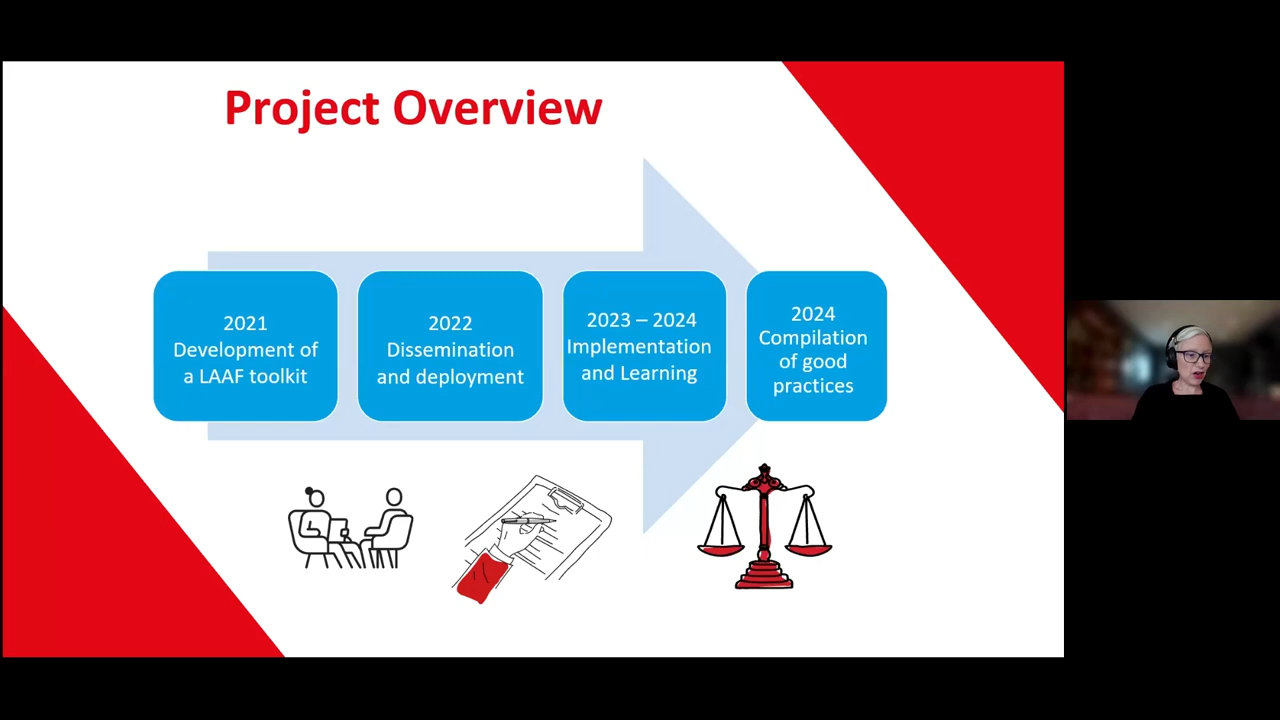 Project Overview
2021
Development of
a LAAF toolkit
2022
Dissemination
and deployment
2023 – 2024
Implementation
and Learning
2024
Compilation
of good
practices